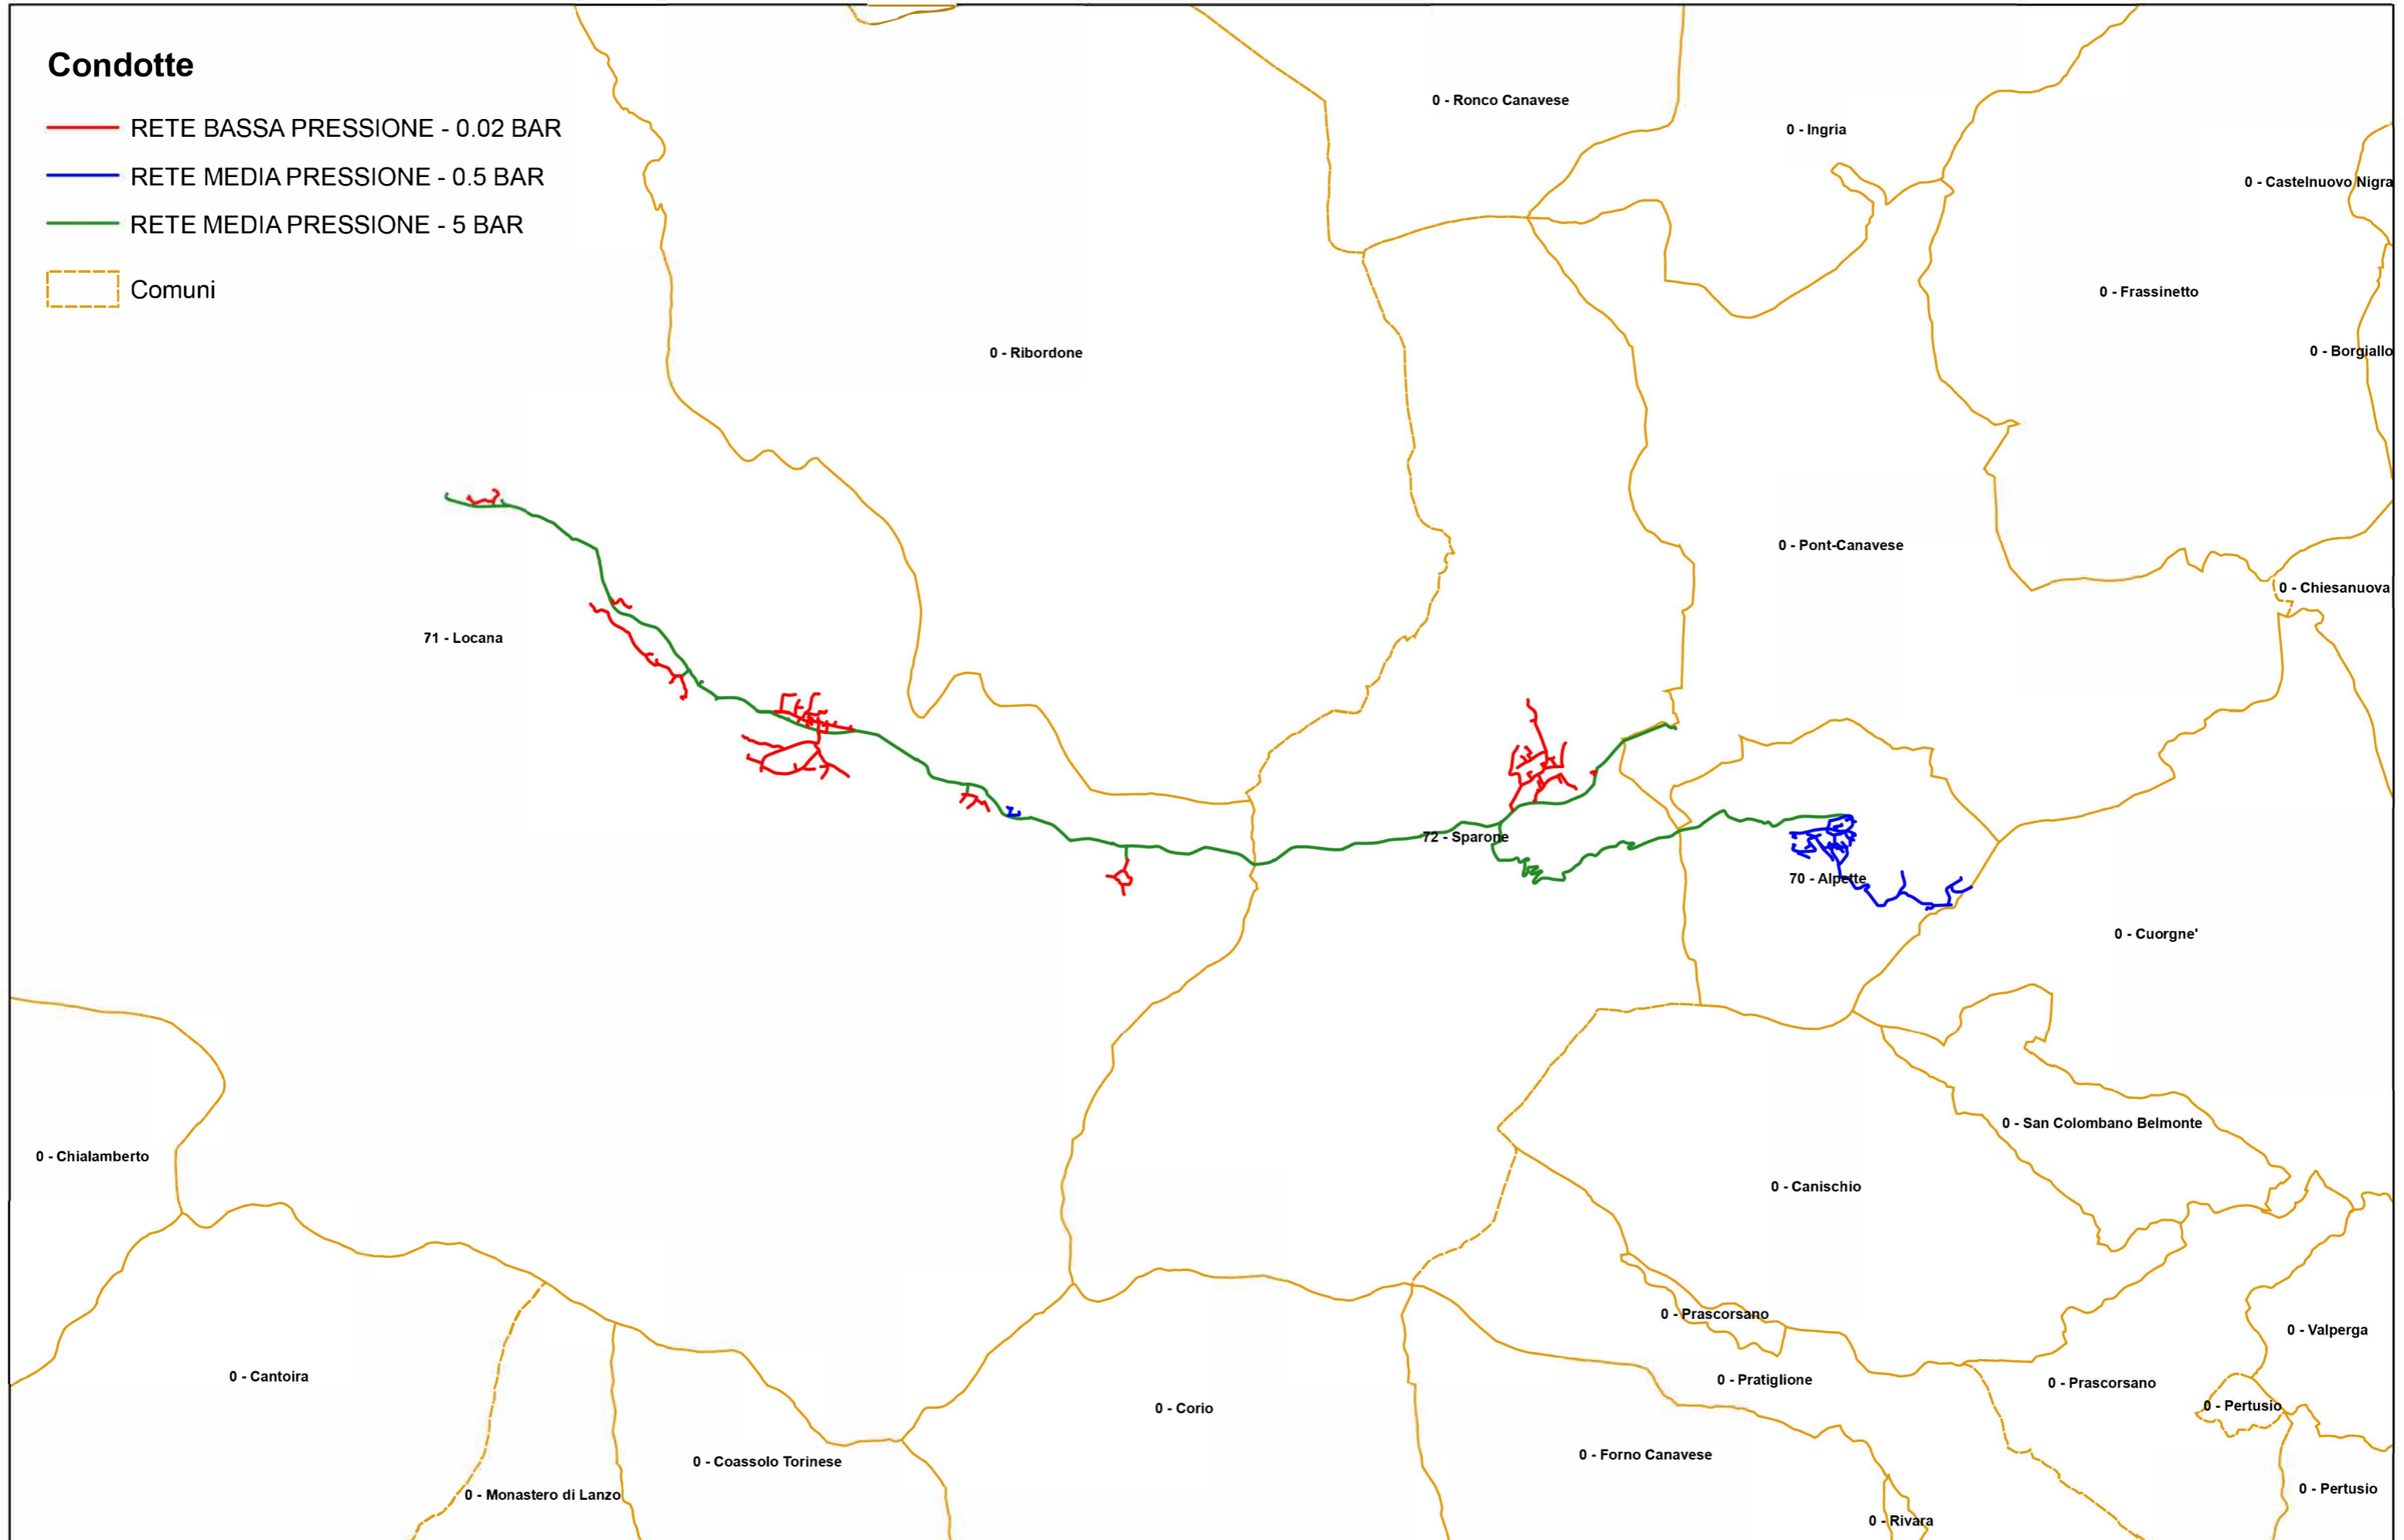 Condotte
RETE BASSA PRESSIONE - 0.02 BAR
RETE MEDIA PRESSIONE - 0.5 BAR
RETE MEDIA PRESSIONE - 5 BAR
Comuni
0 - Ronco Canavese
0 - Ingria
0 - Castelnuovo Nigra
0 - Frassinetto
0 - Borgiallo
0 - Ribordone
0 - Pont-Canavese
0 - Chiesanuova
71 - Locana
72 - Sparone
70 - Alpette
0 - Cuorgne'
0 - San Colombano Belmonte
0 - Chialamberto
0 - Canischio
0 - Prascorsano
0 - Valperga
0 - Cantoira
0 - Pratiglione
0 - Prascorsano
0 - Pertusio
0 - Corio
0 - Forno Canavese
0 - Coassolo Torinese
0 - Pertusio
0 - Monastero di Lanzo
0 - Rivara